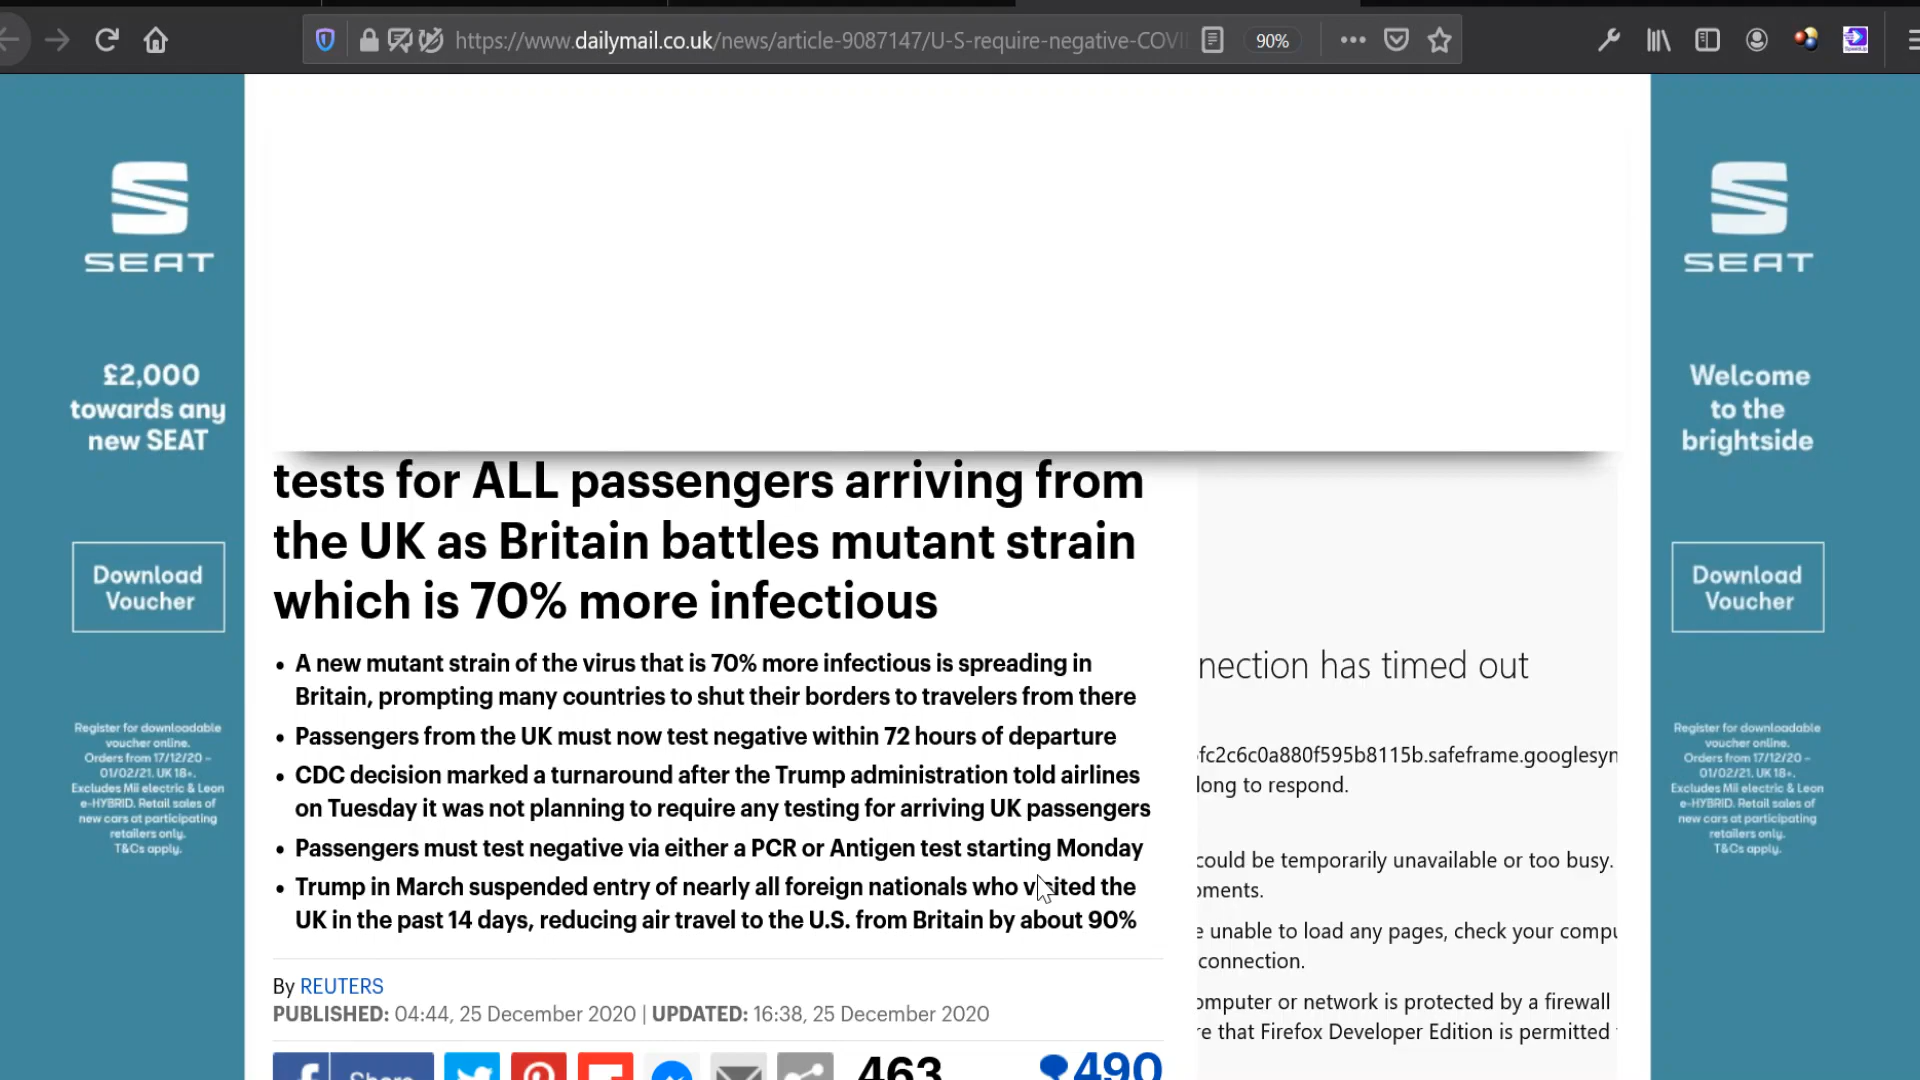 https://www.dailymail.co.uk/news/article-9087147/U-S-require-negative-COVI
90%
SEAT
£2,000
towards any
new SEAT
Download
Voucher
Register for downloadable
voucher online.
Orders from 17/12/20 –
01/02/21. UK 18+.
Excludes Mii electric & Leon
e-HYBRID. Retail sales of
new cars at participating
retailers only.
T&Cs apply.
tests for ALL passengers arriving from
the UK as Britain battles mutant strain
which is 70% more infectious
• A new mutant strain of the virus that is 70% more infectious is spreading in
Britain, prompting many countries to shut their borders to travelers from there
• Passengers from the UK must now test negative within 72 hours of departure
• CDC decision marked a turnaround after the Trump administration told airlines
on Tuesday it was not planning to require any testing for arriving UK passengers
• Passengers must test negative via either a PCR or Antigen test starting Monday
• Trump in March suspended entry of nearly all foreign nationals who visited the
UK in the past 14 days, reducing air travel to the U.S. from Britain by about 90%
By REUTERS
PUBLISHED: 04:44, 25 December 2020 | UPDATED: 16:38, 25 December 2020
Share
463
490
nection has timed out
fc2c6c0a880f595b8115b.safeframe.googlesyn
long to respond.
could be temporarily unavailable or too busy.
oments.
e unable to load any pages, check your compu
connection.
omputer or network is protected by a firewall
re that Firefox Developer Edition is permitted
SEAT
Welcome
to the
brightside
Download
Voucher
Register for downloadable
voucher online.
Orders from 17/12/20 –
01/02/21. UK 18+.
Excludes Mii electric & Leon
e-HYBRID. Retail sales of
new cars at participating
retailers only.
T&Cs apply.